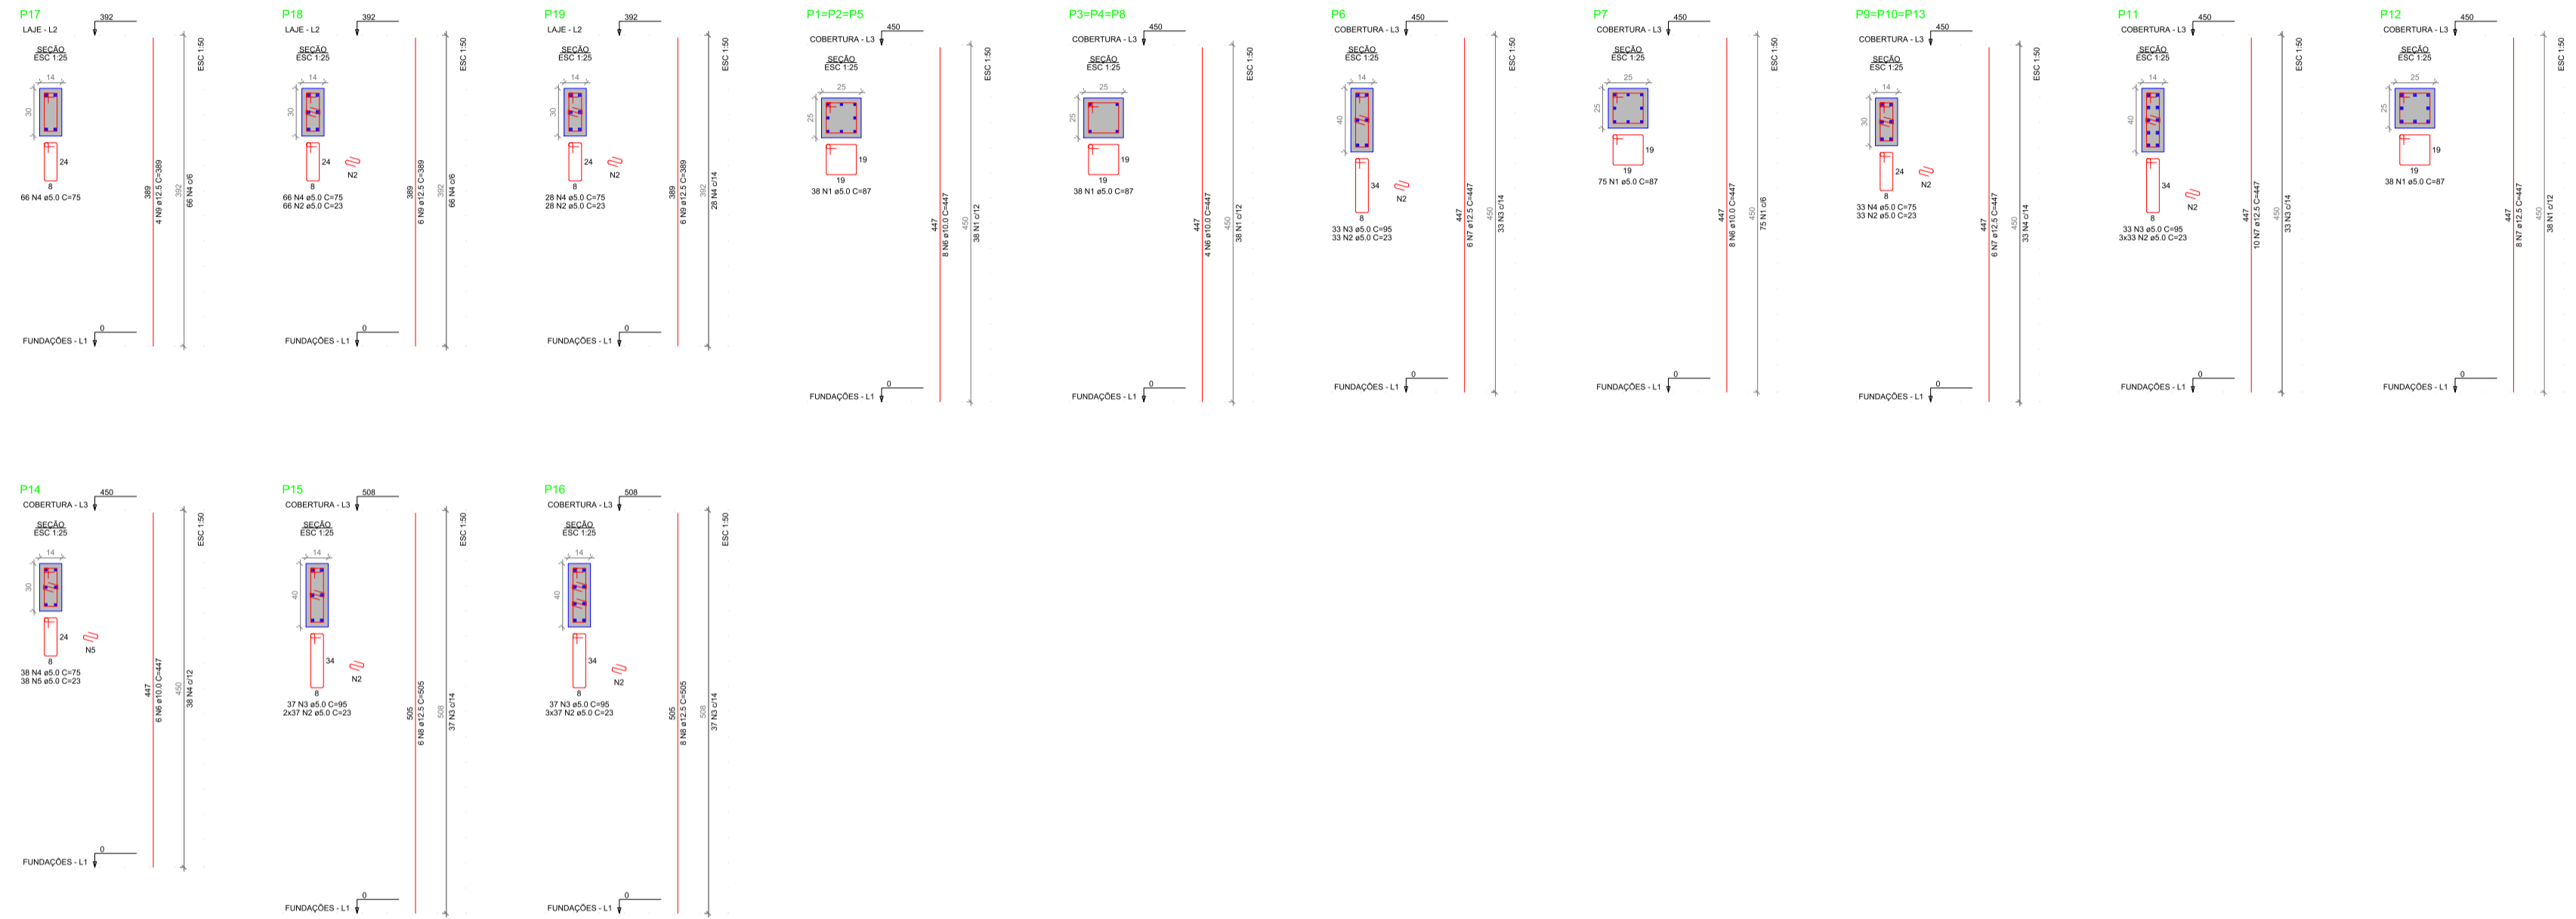 P17
392
LAJE - L2
SEÇÃO
ESC 1:25
ESC 1:50
14
30
24
8
66 N4 ø5.0 C=75
389
4 N9 ø12.5 C=389
392
66 N4 c/6
0
FUNDAÇÕES - L1
P18
392
LAJE - L2
SEÇÃO
ESC 1:25
ESC 1:50
14
30
24
N2
8
66 N4 ø5.0 C=75
66 N2 ø5.0 C=23
389
6 N9 ø12.5 C=389
392
66 N4 c/6
0
FUNDAÇÕES - L1
P19
392
LAJE - L2
SEÇÃO
ESC 1:25
ESC 1:50
14
30
24
N2
8
28 N4 ø5.0 C=75
28 N2 ø5.0 C=23
389
6 N9 ø12.5 C=389
392
28 N4 c/14
0
FUNDAÇÕES - L1
P1=P2=P5
450
COBERTURA - L3
SEÇÃO
ESC 1:25
ESC 1:50
25
25
19
19
38 N1 ø5.0 C=87
447
8 N6 ø10.0 C=447
450
38 N1 c/12
0
FUNDAÇÕES - L1
P3=P4=P8
450
COBERTURA - L3
SEÇÃO
ESC 1:25
ESC 1:50
25
25
19
19
38 N1 ø5.0 C=87
447
4 N6 ø10.0 C=447
450
38 N1 c/12
0
FUNDAÇÕES - L1
P6
450
COBERTURA - L3
SEÇÃO
ESC 1:25
ESC 1:50
14
40
34
N2
8
33 N3 ø5.0 C=95
33 N2 ø5.0 C=23
447
6 N7 ø12.5 C=447
450
33 N3 c/14
0
FUNDAÇÕES - L1
P7
450
COBERTURA - L3
SEÇÃO
ESC 1:25
ESC 1:50
25
25
19
19
75 N1 ø5.0 C=87
447
8 N6 ø10.0 C=447
450
75 N1 c/6
0
FUNDAÇÕES - L1
P9=P10=P13
450
COBERTURA - L3
SEÇÃO
ESC 1:25
ESC 1:50
14
30
24
N2
8
33 N4 ø5.0 C=75
33 N2 ø5.0 C=23
447
6 N7 ø12.5 C=447
450
33 N4 c/14
0
FUNDAÇÕES - L1
P11
450
COBERTURA - L3
SEÇÃO
ESC 1:25
ESC 1:50
14
40
34
N2
8
33 N3 ø5.0 C=95
3x33 N2 ø5.0 C=23
447
10 N7 ø12.5 C=447
450
33 N3 c/14
0
FUNDAÇÕES - L1
P12
450
COBERTURA - L3
SEÇÃO
ESC 1:25
ESC 1:50
25
25
19
19
38 N1 ø5.0 C=87
447
8 N7 ø12.5 C=447
450
38 N1 c/12
0
FUNDAÇÕES - L1
P14
450
COBERTURA - L3
SEÇÃO
ESC 1:25
ESC 1:50
14
30
24
N5
8
38 N4 ø5.0 C=75
38 N5 ø5.0 C=23
447
6 N6 ø10.0 C=447
450
38 N4 c/12
0
FUNDAÇÕES - L1
P15
508
COBERTURA - L3
SEÇÃO
ESC 1:25
ESC 1:50
14
40
34
N2
8
37 N3 ø5.0 C=95
2x37 N2 ø5.0 C=23
505
6 N8 ø12.5 C=505
508
37 N3 c/14
0
FUNDAÇÕES - L1
P16
508
COBERTURA - L3
SEÇÃO
ESC 1:25
ESC 1:50
14
40
34
N2
8
37 N3 ø5.0 C=95
3x37 N2 ø5.0 C=23
505
8 N8 ø12.5 C=505
508
37 N3 c/14
0
FUNDAÇÕES - L1